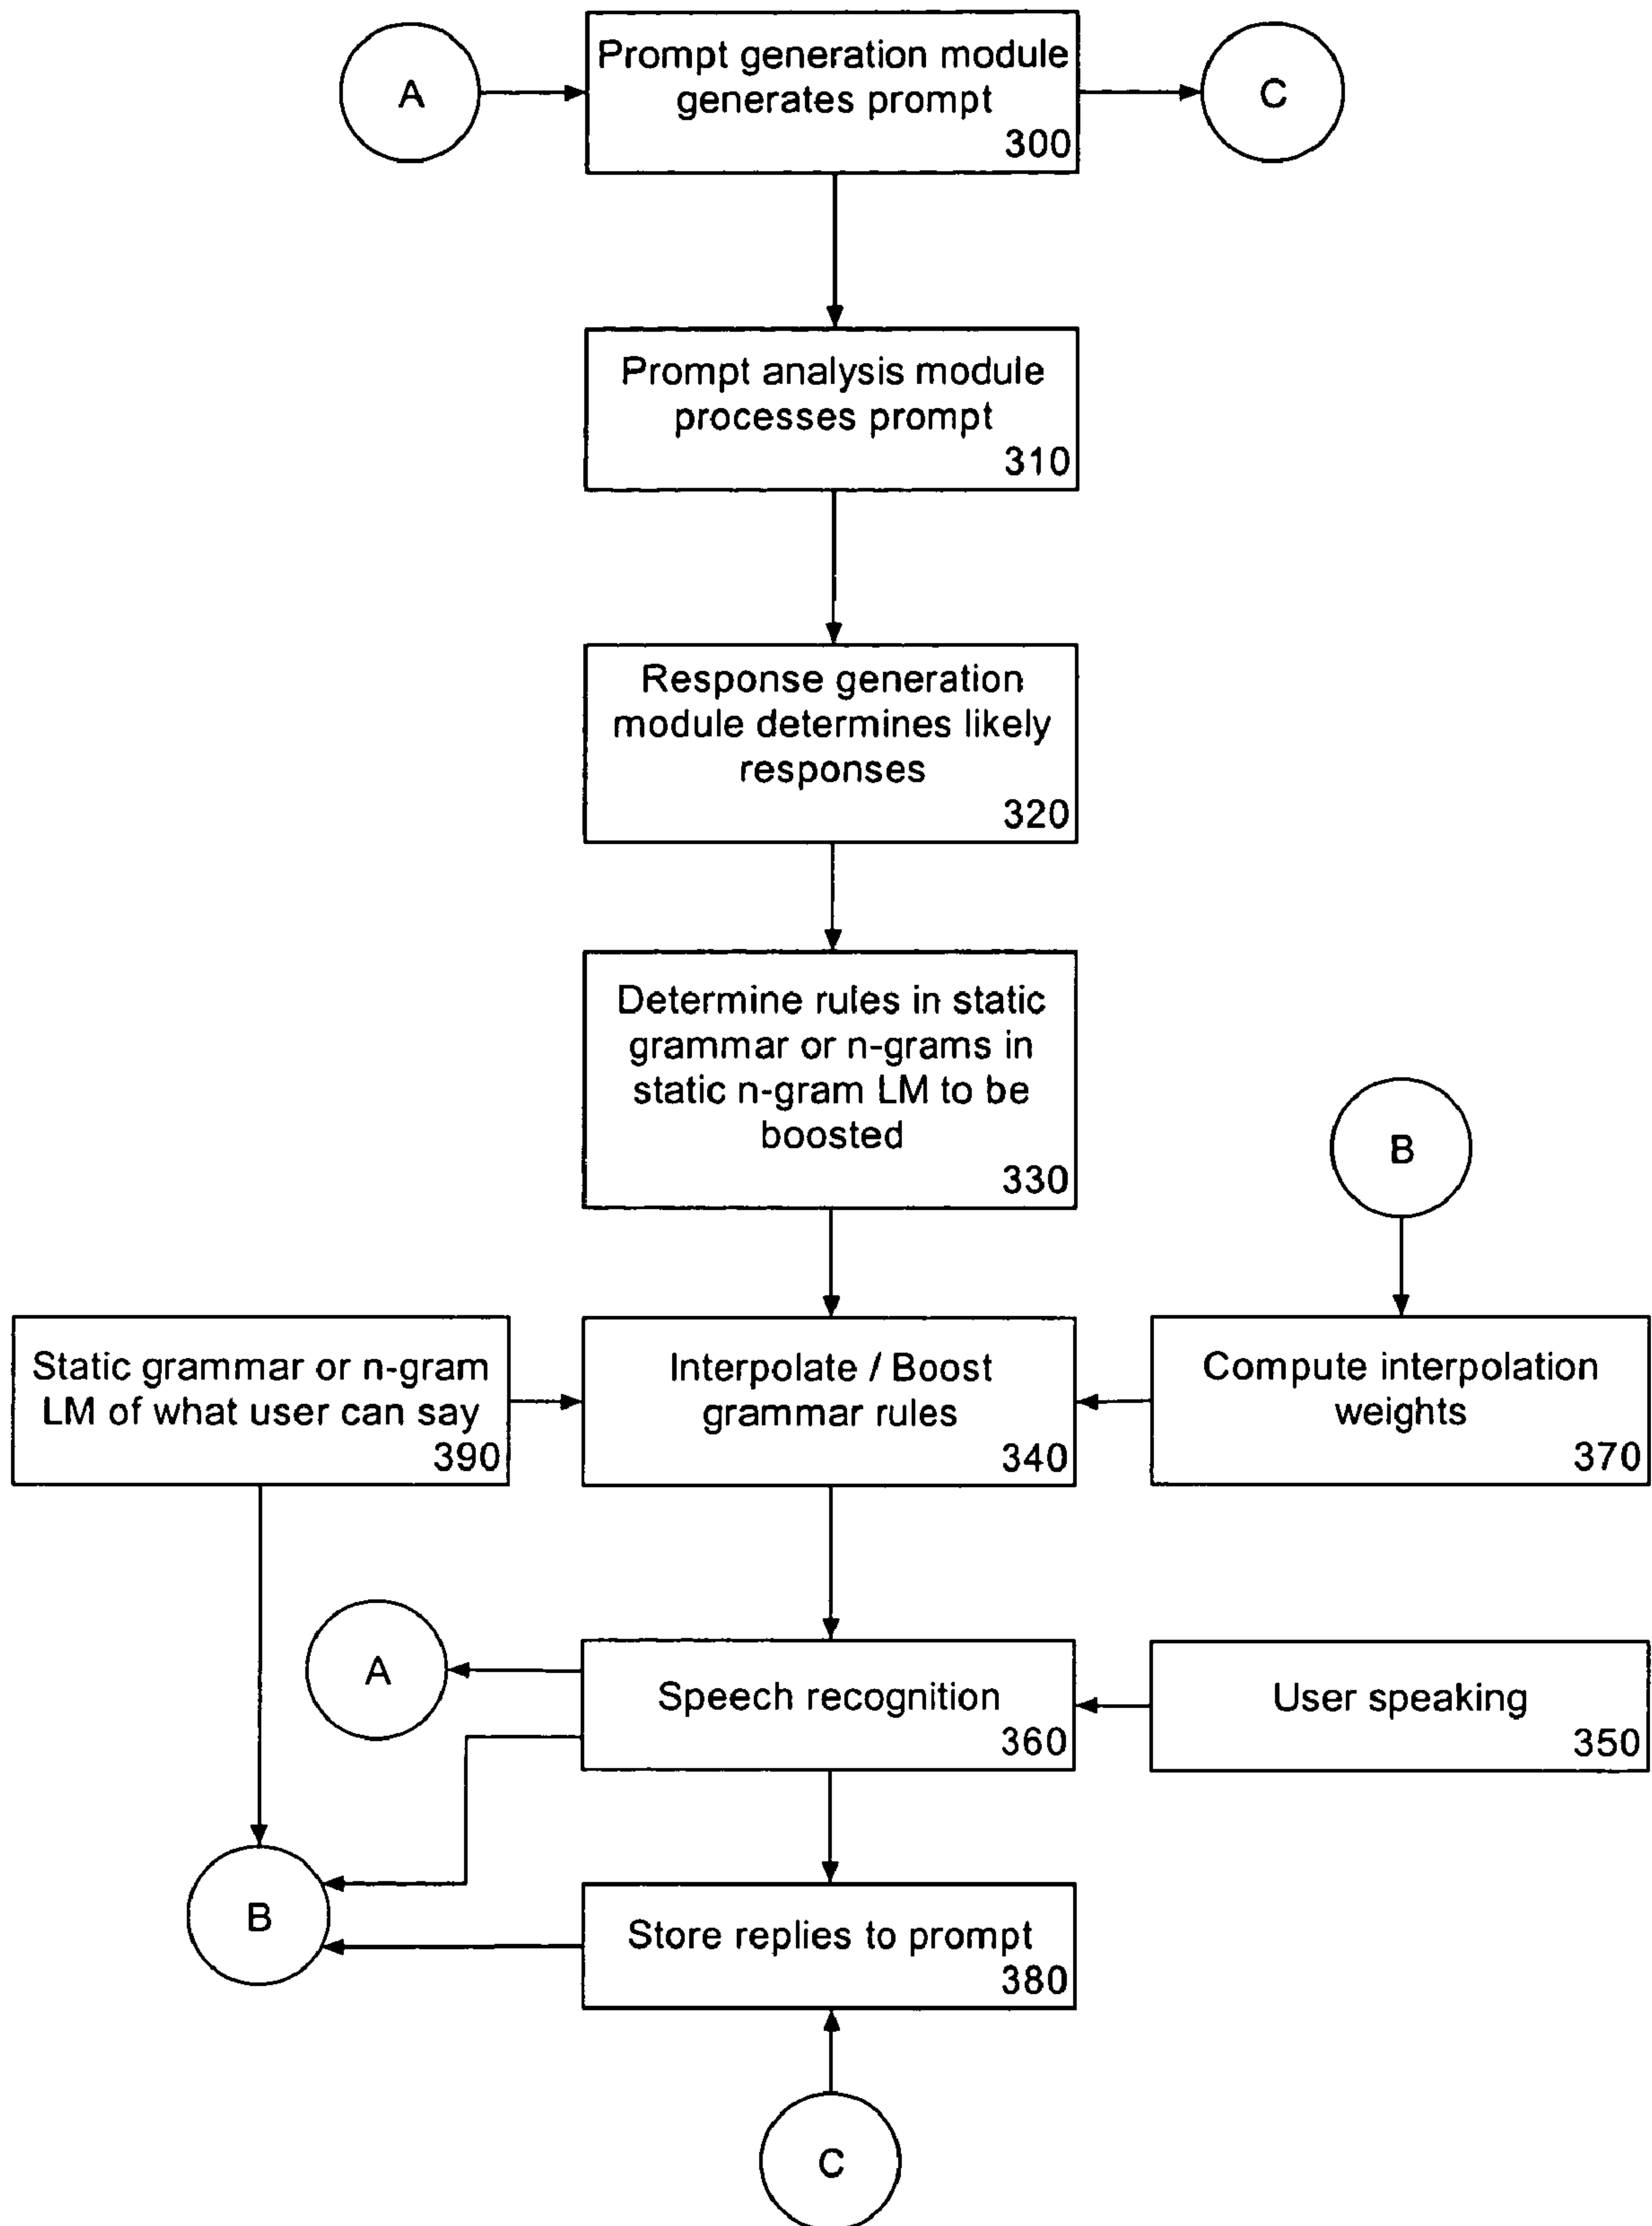 A
Prompt generation module
generates prompt
300
C
Prompt analysis module
processes prompt
310
Response generation
module determines likely
responses
320
Determine rules in static
grammar or n-grams in
static n-gram LM to be
boosted
330
B
Static grammar or n-gram
LM of what user can say
390
Interpolate / Boost
grammar rules
340
Compute interpolation
weights
370
A
Speech recognition
360
User speaking
350
B
Store replies to prompt
380
C